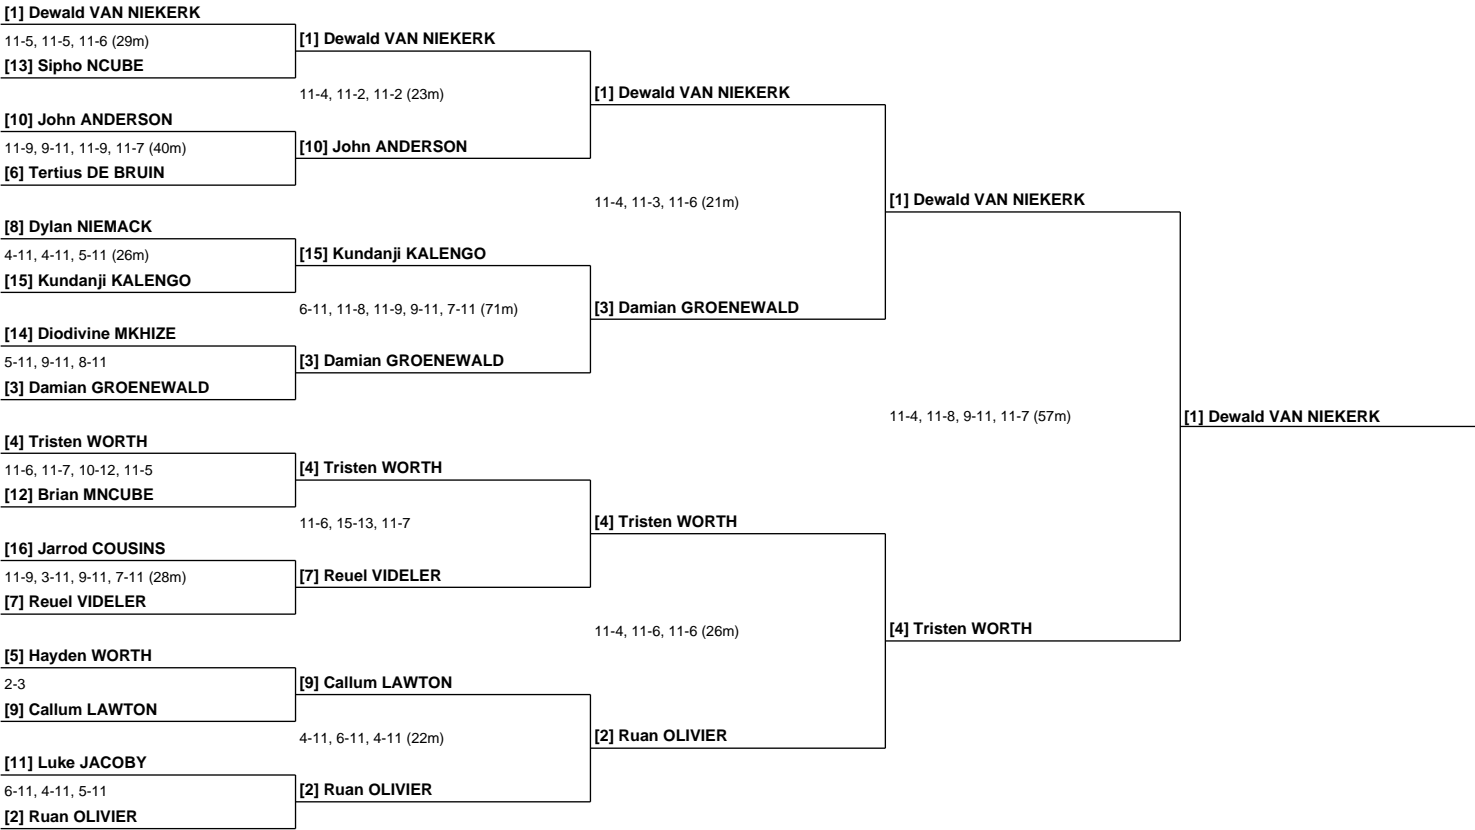 [1] Dewald VAN NIEKERK
11-5, 11-5, 11-6 (29m)
[13] Sipho NCUBE
[10] John ANDERSON
11-9, 9-11, 11-9, 11-7 (40m)
[6] Tertius DE BRUIN
[8] Dylan NIEMACK
4-11, 4-11, 5-11 (26m)
[15] Kundanji KALENGO
[14] Diodivine MKHIZE
5-11, 9-11, 8-11
[3] Damian GROENEWALD
[4] Tristen WORTH
11-6, 11-7, 10-12, 11-5
[12] Brian MNCUBE
[16] Jarrod COUSINS
11-9, 3-11, 9-11, 7-11 (28m)
[7] Reuel VIDELER
[5] Hayden WORTH
2-3
[9] Callum LAWTON
[11] Luke JACOBY
6-11, 4-11, 5-11
[2] Ruan OLIVIER
[1] Dewald VAN NIEKERK
11-4, 11-2, 11-2 (23m)
[10] John ANDERSON
[15] Kundanji KALENGO
6-11, 11-8, 11-9, 9-11, 7-11 (71m)
[3] Damian GROENEWALD
[4] Tristen WORTH
11-6, 15-13, 11-7
[7] Reuel VIDELER
[9] Callum LAWTON
4-11, 6-11, 4-11 (22m)
[2] Ruan OLIVIER
[1] Dewald VAN NIEKERK
11-4, 11-3, 11-6 (21m)
[3] Damian GROENEWALD
[4] Tristen WORTH
11-4, 11-6, 11-6 (26m)
[2] Ruan OLIVIER
[1] Dewald VAN NIEKERK
11-4, 11-8, 9-11, 11-7 (57m)
[4] Tristen WORTH
[1] Dewald VAN NIEKERK